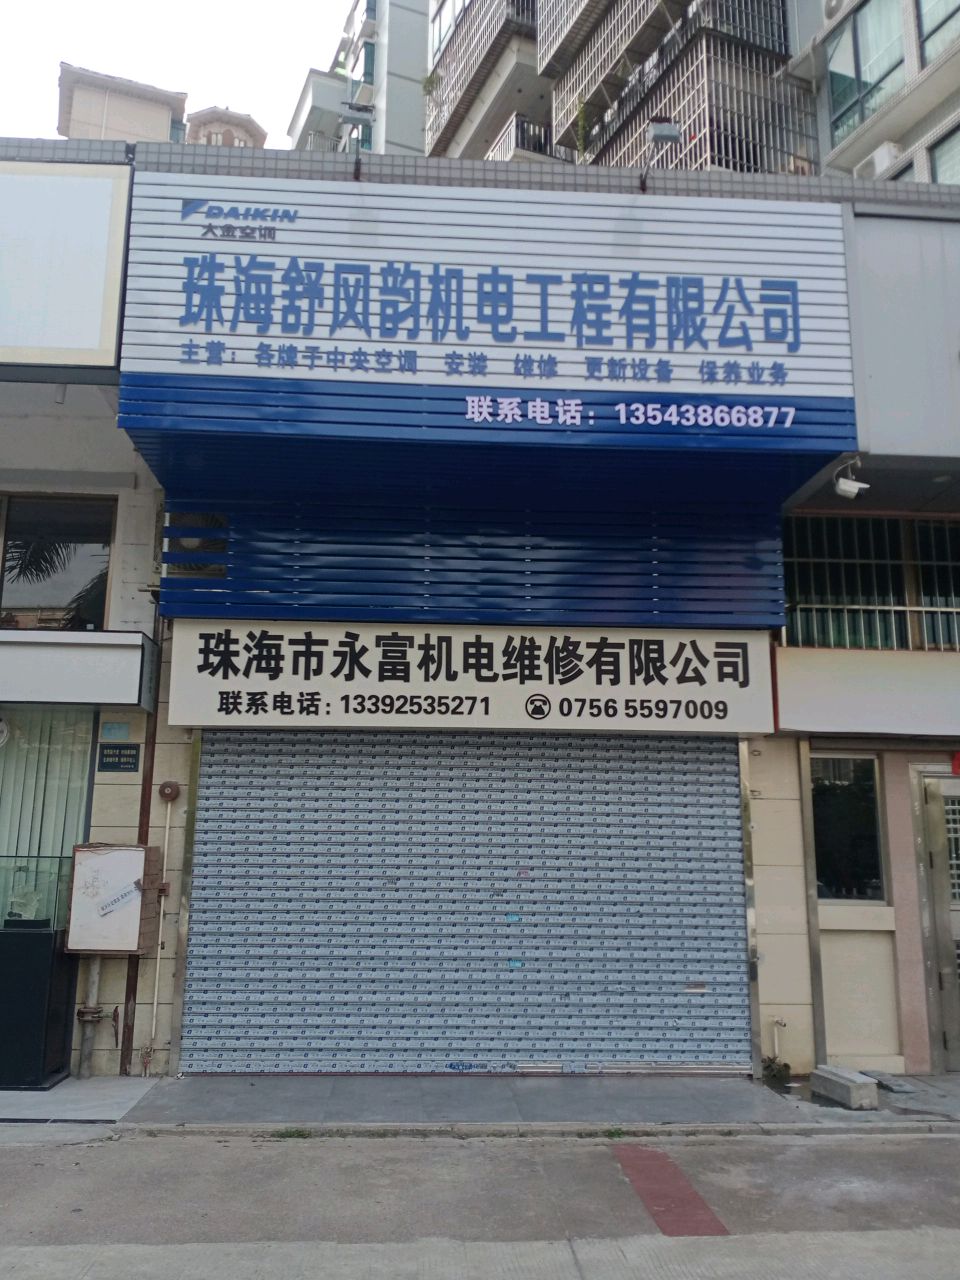 DAIKIN
大金空调
珠海舒风韵机电工程有限公司
主营：各牌子中央空调 安装 维修 更新设备 保养业务
联系电话：13543866877
珠海市永富机电维修有限公司
联系电话：13392535271 ☎0756 5597009